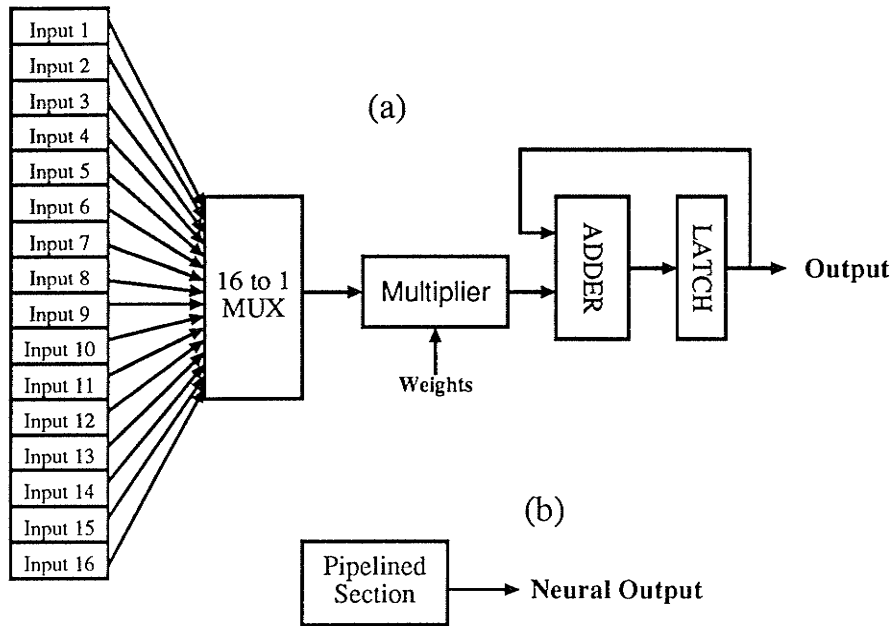 Input 1
Input 2
Input 3
Input 4
Input 5
Input 6
Input 7
Input 8
Input 9
Input 10
Input 11
Input 12
Input 13
Input 14
Input 15
Input 16
(a)
16 to 1
MUX
Multiplier
Weights
ADDER
LATCH
Output
(b)
Pipelined
Section
Neural Output